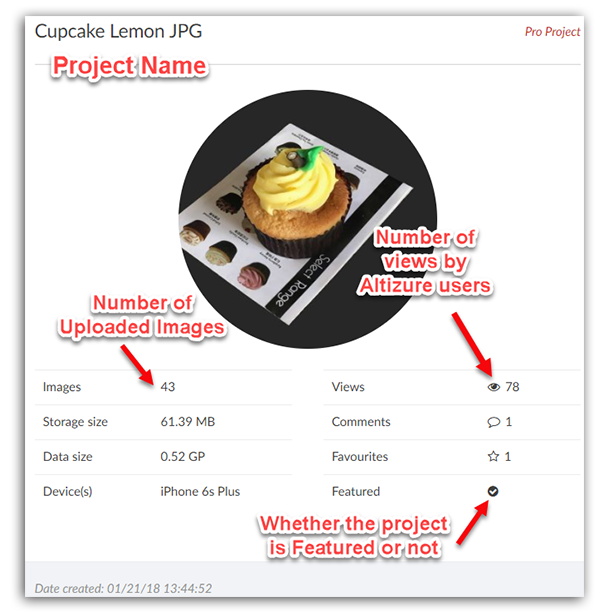 Cupcake Lemon JPG
Pro Project
Project Name
Select Range
Number of
views by
Altizure users
Number of
Uploaded Images
Images 43
Views 78
Storage size 61.39 MB
Comments 1
Data size 0.52 GP
Favourites 1
Device(s) iPhone 6s Plus
Featured
Whether the project
is Featured or not
Date created: 01/21/18 13:44:52